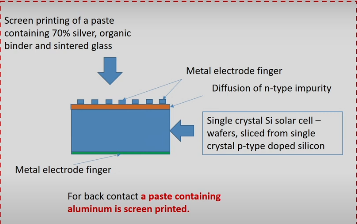 Screen printing of a paste
containing 70% silver, organic
binder and sintered glass
Metal electrode finger
Diffusion of n-type impurity
Single crystal Si solar cell –
wafers, sliced from single
crystal p-type doped silicon
Metal electrode finger
For back contact a paste containing
aluminum is screen printed.